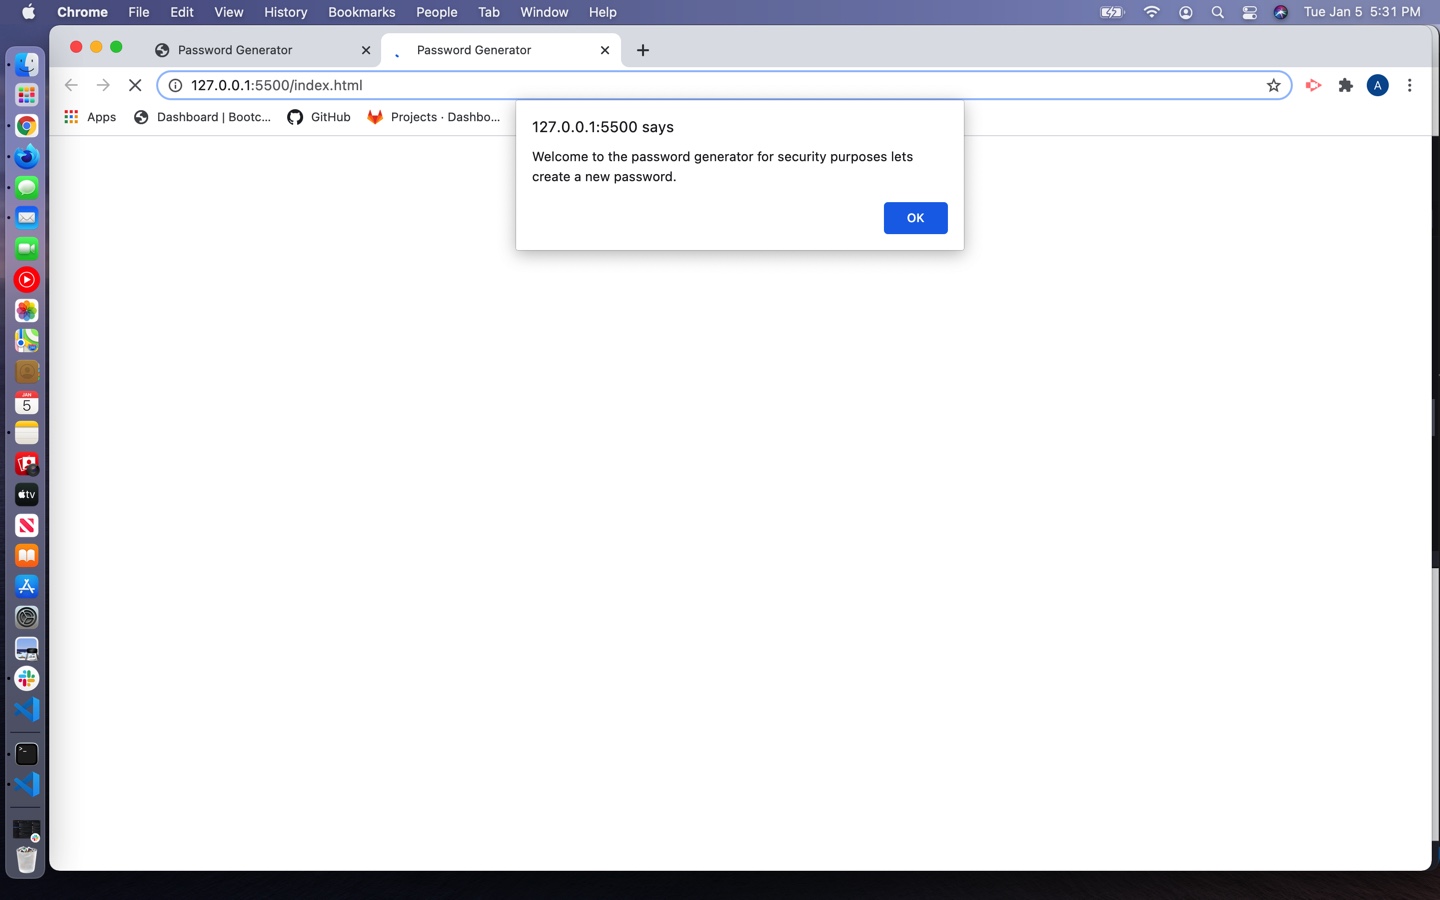 Chrome File Edit View History Bookmarks People Tab Window Help Tue Jan 5 5:31 PM
Password Generator Password Generator
127.0.0.1:5500/index.html A
Apps Dashboard | Bootc... GitHub Projects · Dashbo...
127.0.0.1:5500 says
Welcome to the password generator for security purposes lets
create a new password.
OK
JAN
5
tv